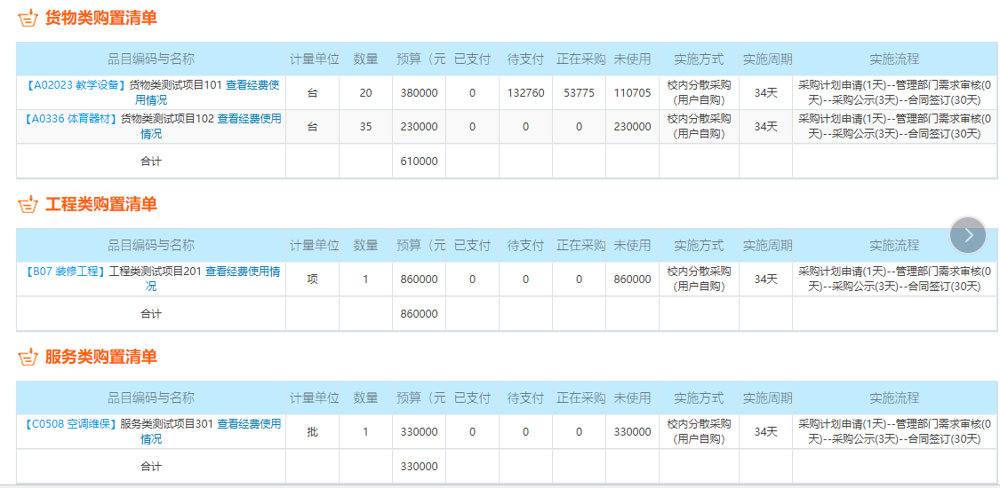 货物类购置清单
品目编码与名称 计量单位 数量 预算（元 已支付 待支付 正在采购 未使用 实施方式 实施周期 实施流程
【A02023 教学设备】货物类测试项目101 查看经费使
用情况
台 20 380000 0 132760 53775 110705
校内分散采购
(用户自购)
34天
采购计划申请(1天)--管理部门需求审核(0
天)--采购公示(3天)--合同签订(30天)
【A0336 体育器材】货物类测试项目102 查看经费使用
情况
台 35 230000 0 0 0 230000
校内分散采购
(用户自购)
34天
采购计划申请(1天)--管理部门需求审核(0
天)--采购公示(3天)--合同签订(30天)
合计 610000
工程类购置清单
品目编码与名称 计量单位 数量 预算（元 已支付 待支付 正在采购 未使用 实施方式 实施周期 实施流程
【B07 装修工程】工程类测试项目201 查看经费使用情
况
项 1 860000 0 0 0 860000
校内分散采购
(用户自购)
34天
采购计划申请(1天)--管理部门需求审核(0
天)--采购公示(3天)--合同签订(30天)
合计 860000
服务类购置清单
品目编码与名称 计量单位 数量 预算（元 已支付 待支付 正在采购 未使用 实施方式 实施周期 实施流程
【C0508 空调维保】服务类测试项目301 查看经费使用
情况
批 1 330000 0 0 0 330000
校内分散采购
(用户自购)
34天
采购计划申请(1天)--管理部门需求审核(0
天)--采购公示(3天)--合同签订(30天)
合计 330000